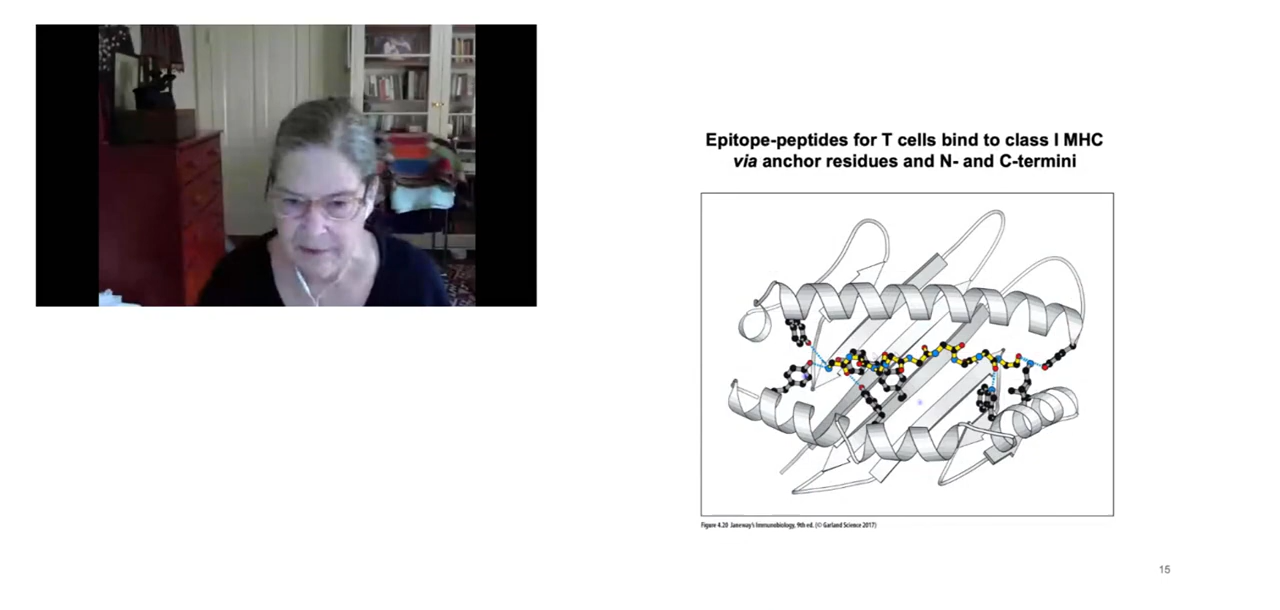 Epitope-peptides for T cells bind to class I MHC
via anchor residues and N- and C-termini
Figure 4.20 Janeway's Immunobiology, 9th ed. (© Garland Science 2017)
15